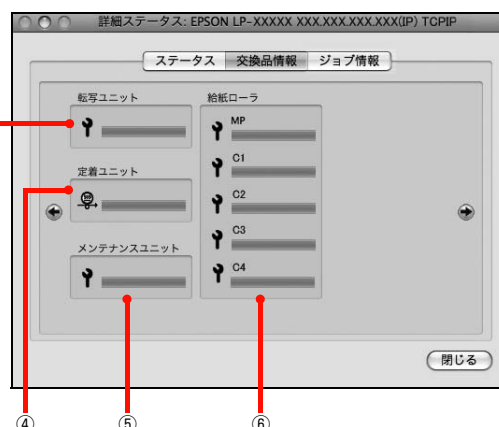 詳細ステータス: EPSON LP-XXXXX XXX.XXX.XXX.XXX(IP) TCPIP
ステータス 交換品情報 ジョブ情報
転写ユニット
定着ユニット
メンテナンスユニット
給紙ローラ
MP
C1
C2
C3
C4
閉じる
④ ⑤ ⑥